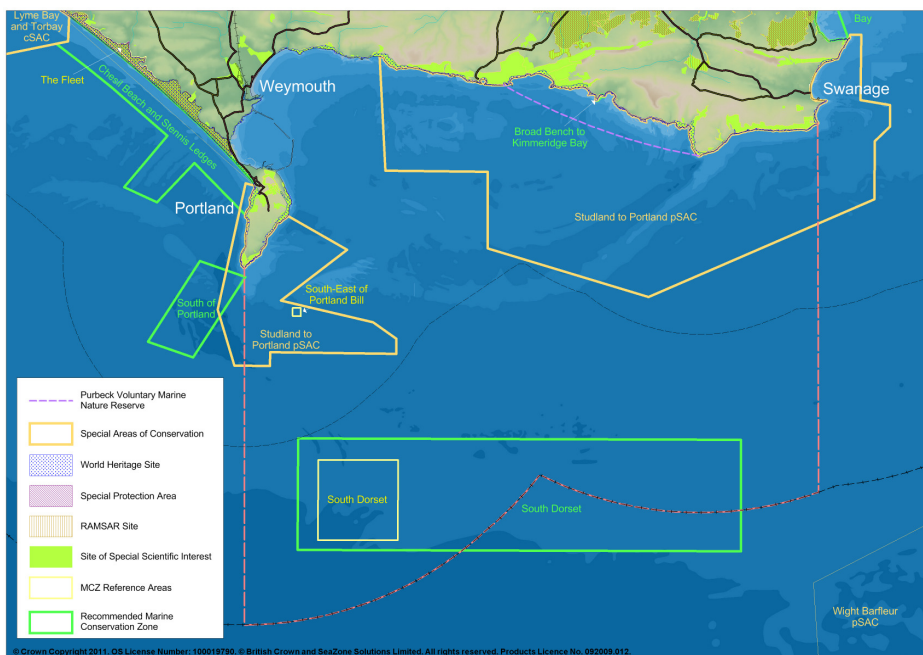 Lyme Bay
and Torbay
cSAC
Bay
The Fleet
Chesil Beach and Stennis Ledges
Weymouth
Swanage
Broad Bench to
Kimmeridge Bay
Portland
Studland to Portland pSAC
South of
Portland
South-East of
Portland Bill
Studland to
Portland pSAC
Purbeck Voluntary Marine
Nature Reserve
Special Areas of Conservation
World Heritage Site
Special Protection Area
RAMSAR Site
Site of Special Scientific Interest
MCZ Reference Areas
Recommended Marine
Conservation Zone
South Dorset
South Dorset
Wight Barfleur
pSAC
© Crown Copyright 2011. OS License Number: 100019790. © British Crown and SeaZone Solutions Limited. All rights reserved. Products Licence No. 092009.012.